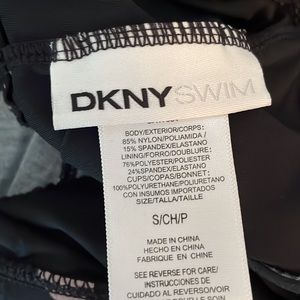 DKNY SWIM
BODY/EXTERIOR/CORPS:
85% NYLON/POLIAMIDA/
15% SPANDEX/ELASTANO
LINING/FORRO/DOUBLURE:
76%POLYESTER/POLIESTER
24%SPANDEX/ELASTANO
CUPS/COPAS/BONNET:
100%POLYURETHANE/POLIURETANO
CON INSUMOS IMPORTADOS
SIZE/TALLA/TAILLE:
S/CH/P
MADE IN CHINA
HECHO EN CHINA
FABRIQUE EN CHINE
SEE REVERSE FOR CARE/
INSTRUCCIONES DE
CUIDADO AL REVERSO/VOIR